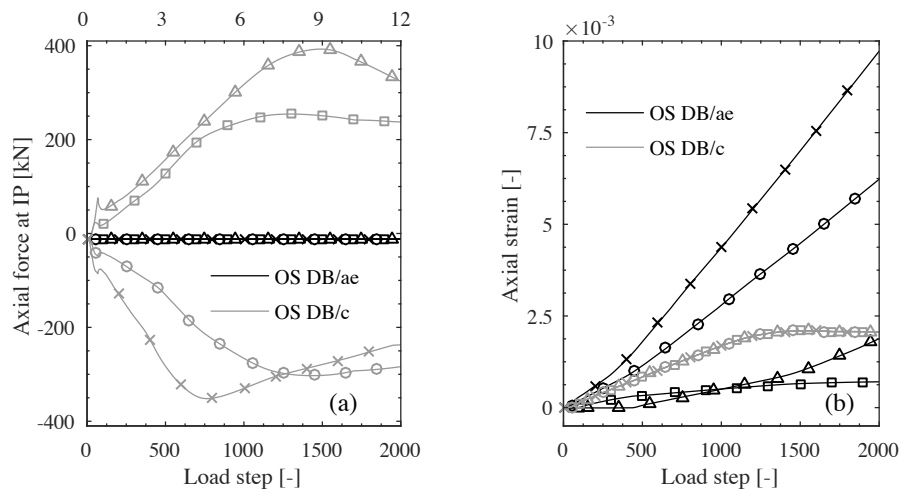 0 3 6 9 12
400
200
0
-200
-400
Axial force at IP [kN]
OS DB/ae
OS DB/c
(a)
0 500 1000 1500 2000
Load step [-]
×10⁻³
10
7.5
5
2.5
0
Axial strain [-]
OS DB/ae
OS DB/c
(b)
0 500 1000 1500 2000
Load step [-]